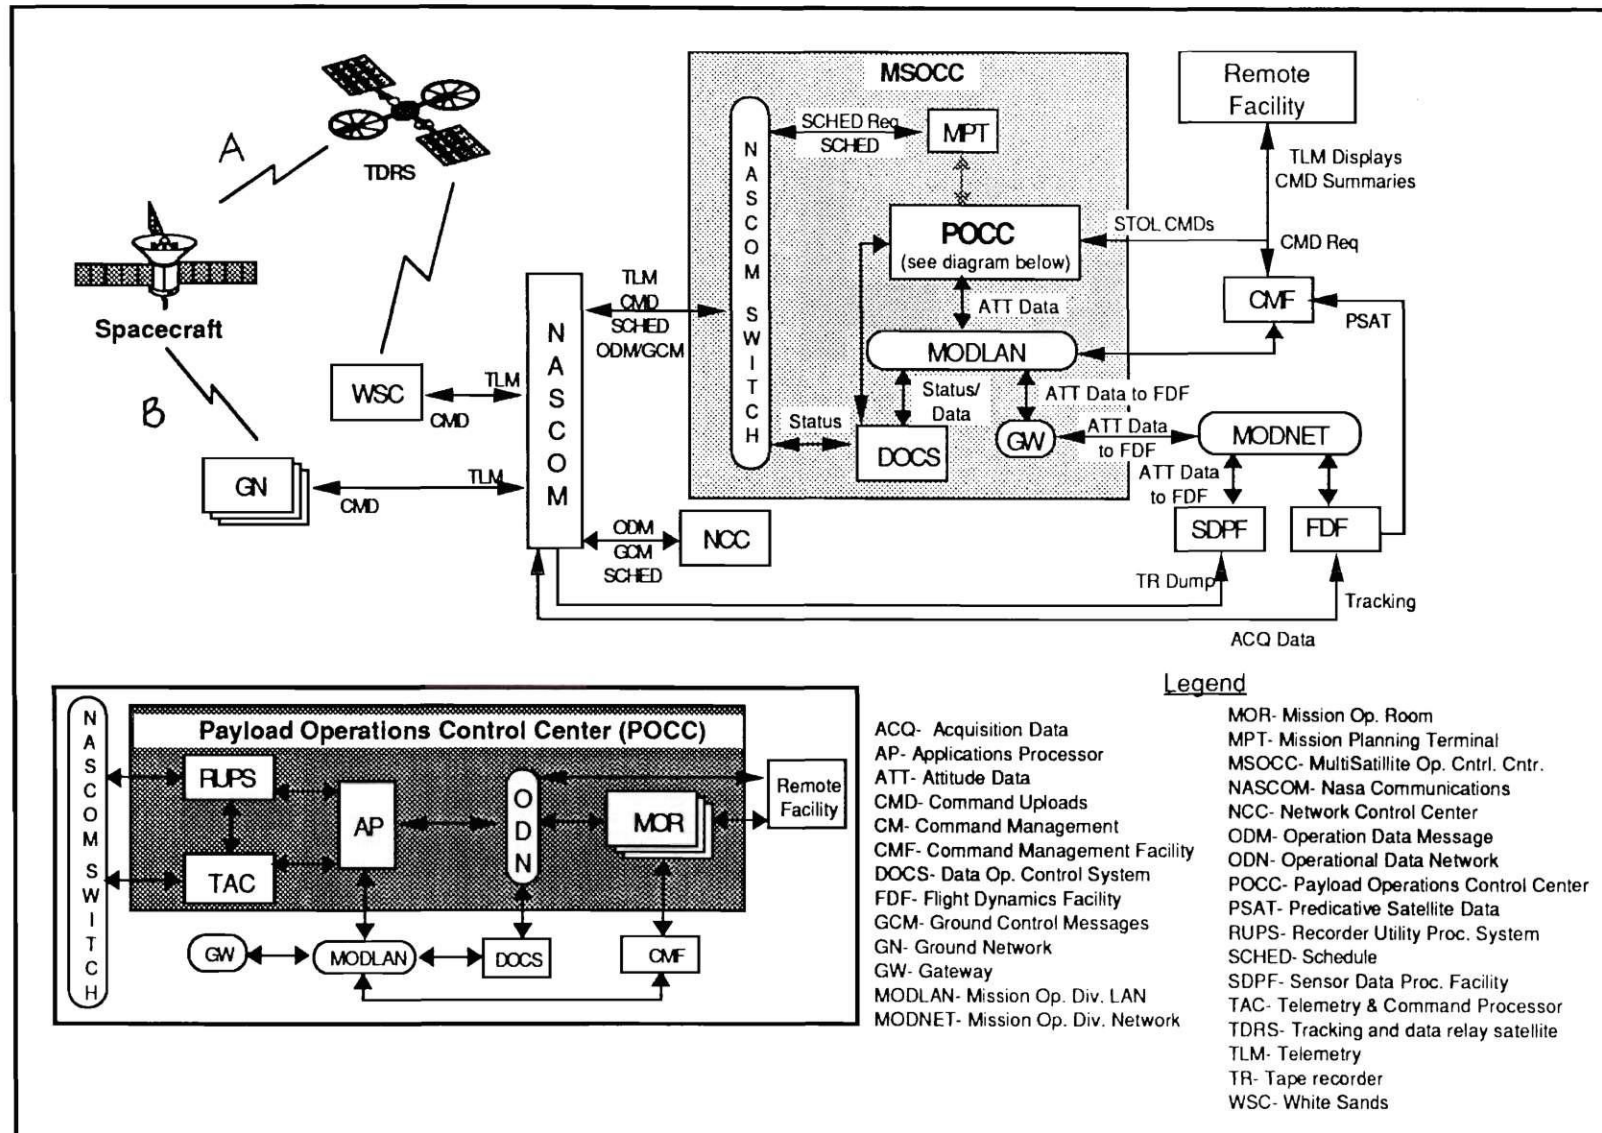 A
TDRS
Spacecraft
B
WSC
TLM
CMD
GN
TLM
CMD
NASCOM
TLM
CMD
SCHED
ODM/GCM
ODM
GCM
SCHED
NCC
MSOCC
NASCOM SWITCH
SCHED Req
SCHED
MPT
POCC
(see diagram below)
ATT Data
MODLAN
Status/
Data
Status
DOCS
ATT Data to FDF
GW
ATT Data
to FDF
Remote
Facility
TLM Displays
CMD Summaries
STOL CMDs
CMD Req
CMF
PSAT
MODNET
ATT Data
to FDF
SDPF
FDF
TR Dump
Tracking
ACQ Data
NASCOM SWITCH
Payload Operations Control Center (POCC)
RUPS
TAC
AP
ODN
MOR
Remote
Facility
GW
MODLAN
DOCS
CMF
Legend
ACQ- Acquisition Data
AP- Applications Processor
ATT- Attitude Data
CMD- Command Uploads
CM- Command Management
CMF- Command Management Facility
DOCS- Data Op. Control System
FDF- Flight Dynamics Facility
GCM- Ground Control Messages
GN- Ground Network
GW- Gateway
MODLAN- Mission Op. Div. LAN
MODNET- Mission Op. Div. Network
MOR- Mission Op. Room
MPT- Mission Planning Terminal
MSOCC- MultiSatillite Op. Cntrl. Cntr.
NASCOM- Nasa Communications
NCC- Network Control Center
ODM- Operation Data Message
ODN- Operational Data Network
POCC- Payload Operations Control Center
PSAT- Predicative Satellite Data
RUPS- Recorder Utility Proc. System
SCHED- Schedule
SDPF- Sensor Data Proc. Facility
TAC- Telemetry & Command Processor
TDRS- Tracking and data relay satellite
TLM- Telemetry
TR- Tape recorder
WSC- White Sands